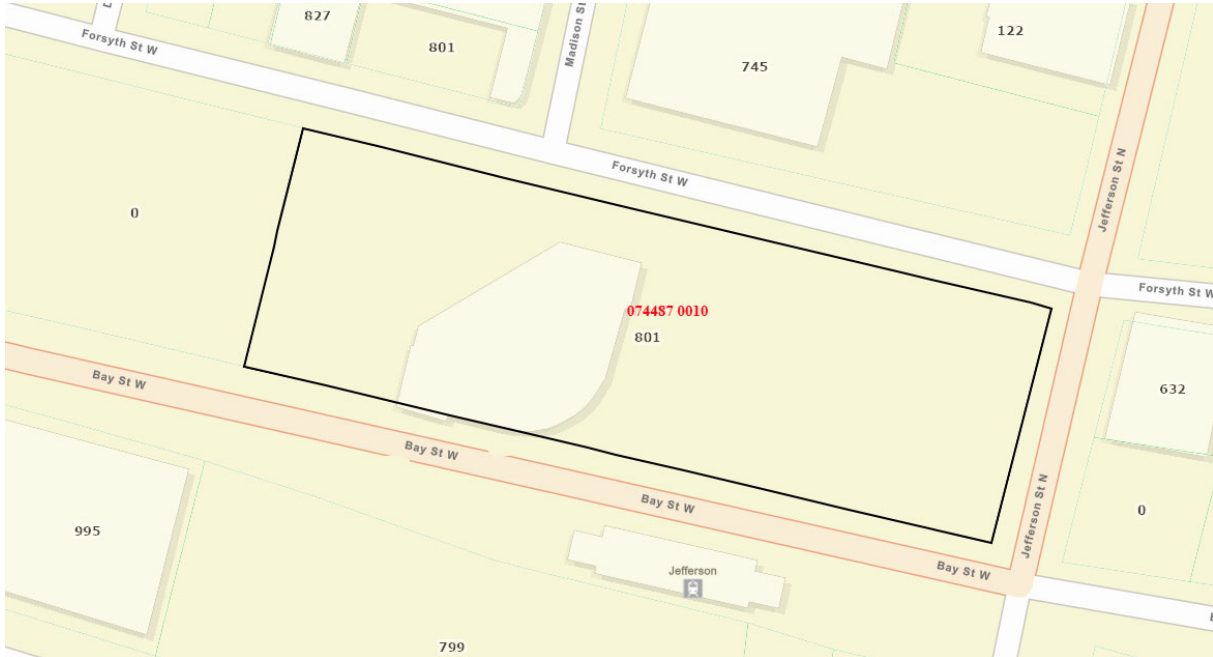 827
Forsyth St W
801
Madison St
745
122
Jefferson St N
Forsyth St W
0
Forsyth St W
074487 0010
801
632
Bay St W
Bay St W
Bay St W
Jefferson St N
0
995
Bay St W
Jefferson
799